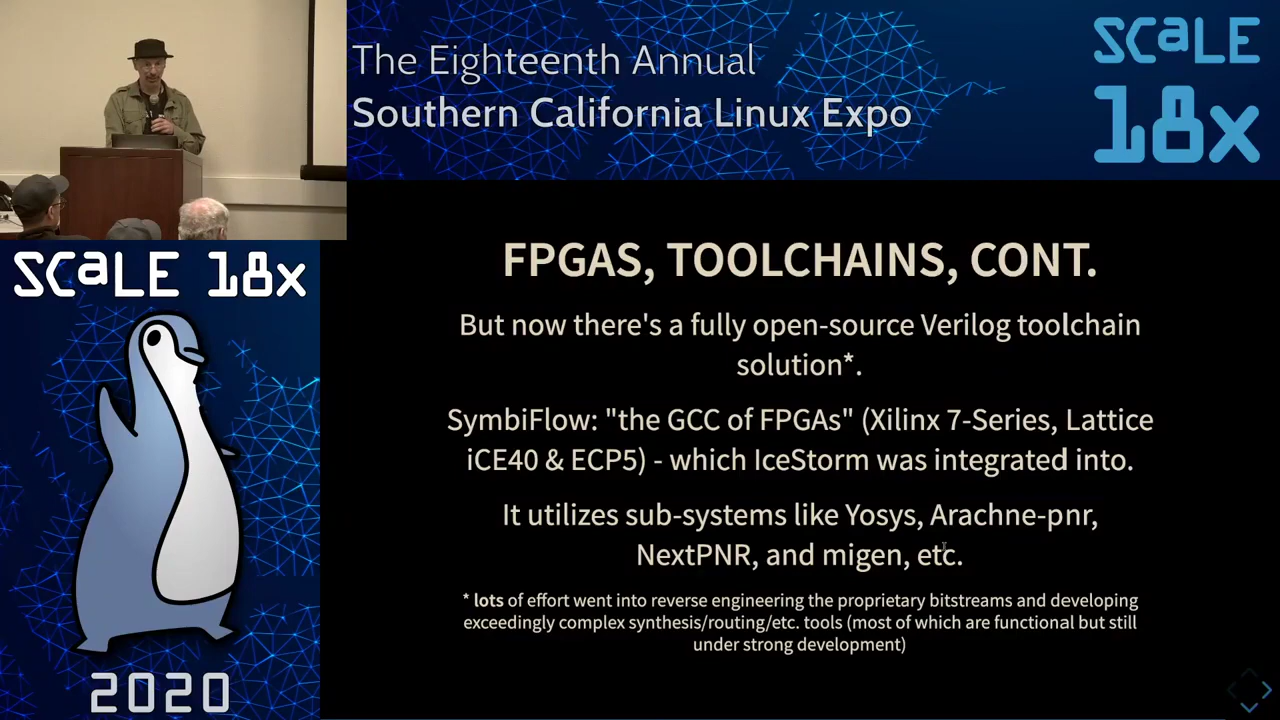 The Eighteenth Annual
Southern California Linux Expo
SCaLE
18x
SCaLE 18x
2020
FPGAS, TOOLCHAINS, CONT.
But now there's a fully open-source Verilog toolchain
solution*.
SymbiFlow: "the GCC of FPGAs" (Xilinx 7-Series, Lattice
iCE40 & ECP5) - which IceStorm was integrated into.
It utilizes sub-systems like Yosys, Arachne-pnr,
NextPNR, and migen, etc.
* lots of effort went into reverse engineering the proprietary bitstreams and developing
exceedingly complex synthesis/routing/etc. tools (most of which are functional but still
under strong development)